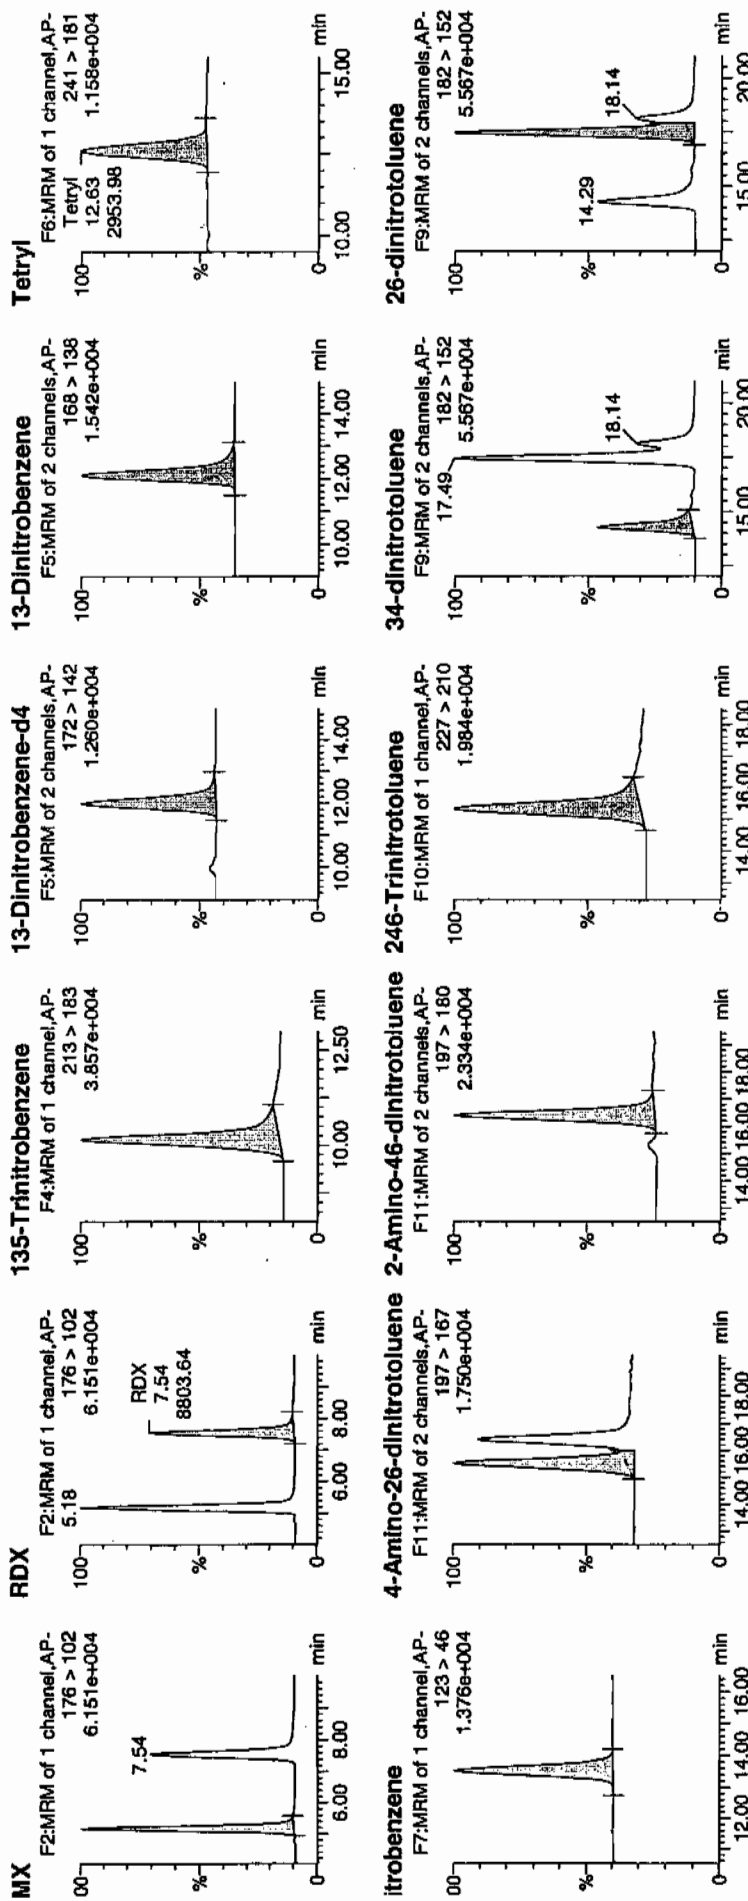 MX
F2:MRM of 1 channel,AP-
176 > 102
6.151e+004
00
7.54
%
0
6.00 8.00 min
RDX
F2:MRM of 1 channel,AP-
176 > 102
6.151e+004
100
5.18
RDX
7.54
8803.64
%
0
6.00 8.00 min
135-Trinitrobenzene
F4:MRM of 1 channel,AP-
213 > 183
3.857e+004
100
%
0
10.00 12.50 min
13-Dinitrobenzene-d4
F5:MRM of 2 channels,AP-
172 > 142
1.260e+004
100
%
0
10.00 12.00 14.00 min
13-Dinitrobenzene
F5:MRM of 2 channels,AP-
168 > 138
1.542e+004
100
%
0
10.00 12.00 14.00 min
Tetryl
F6:MRM of 1 channel,AP-
241 > 181
1.158e+004
100
Tetryl
12.63
2953.98
%
0
10.00 15.00 min
itrobenzene
F7:MRM of 1 channel,AP-
123 > 46
1.376e+004
00
%
0
12.00 14.00 16.00 min
4-Amino-26-dinitrotoluene
F11:MRM of 2 channels,AP-
197 > 167
1.750e+004
100
%
0
14.00 16.00 18.00 min
2-Amino-46-dinitrotoluene
F11:MRM of 2 channels,AP-
197 > 180
2.334e+004
100
%
0
14.00 16.00 18.00 min
246-Trinitrotoluene
F10:MRM of 1 channel,AP-
227 > 210
1.984e+004
100
%
0
14.00 16.00 18.00 min
34-dinitrotoluene
F9:MRM of 2 channels,AP-
182 > 152
5.567e+004
100
17.49
18.14
%
0
15.00 20.00 min
26-dinitrotoluene
F9:MRM of 2 channels,AP-
182 > 152
5.567e+004
100
14.29
18.14
%
0
15.00 20.00 min